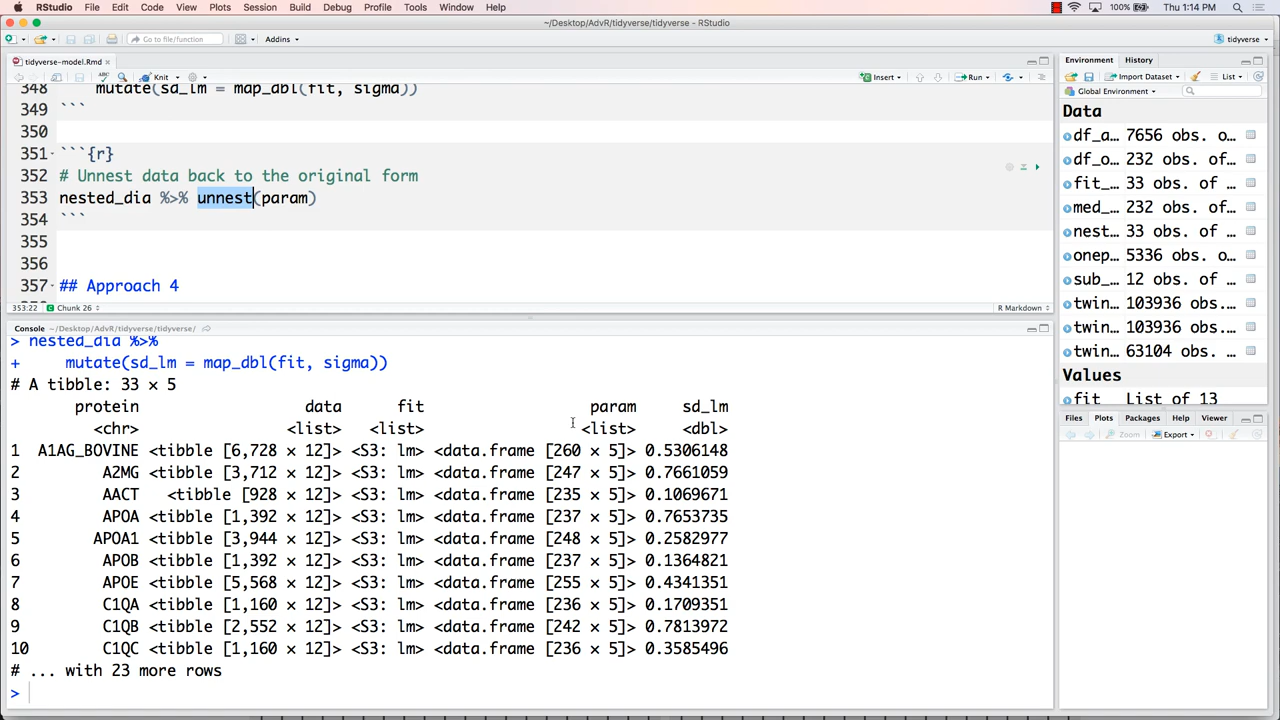 RStudio File Edit Code View Plots Session Build Debug Profile Tools Window Help 100% Thu 1:14 PM
~/Desktop/AdvR/tidyverse/tidyverse - RStudio
Go to file/function Addins tidyverse
tidyverse-model.Rmd
ABC Knit Insert Run
348 mutate(sd_lm = map_dbl(fit, sigma))
349 ```
350
351 ```{r}
352 # Unnest data back to the original form
353 nested_dia %>% unnest(param)
354 ```
355
356
357 ## Approach 4
353:22 Chunk 26 R Markdown
Console ~/Desktop/AdvR/tidyverse/tidyverse/
> nested_dia %>%
+ mutate(sd_lm = map_dbl(fit, sigma))
# A tibble: 33 × 5
protein data fit param sd_lm
<chr> <list> <list> <list> <dbl>
1 A1AG_BOVINE <tibble [6,728 × 12]> <S3: lm> <data.frame [260 × 5]> 0.5306148
2 A2MG <tibble [3,712 × 12]> <S3: lm> <data.frame [247 × 5]> 0.7661059
3 AACT <tibble [928 × 12]> <S3: lm> <data.frame [235 × 5]> 0.1069671
4 APOA <tibble [1,392 × 12]> <S3: lm> <data.frame [237 × 5]> 0.7653735
5 APOA1 <tibble [3,944 × 12]> <S3: lm> <data.frame [248 × 5]> 0.2582977
6 APOB <tibble [1,392 × 12]> <S3: lm> <data.frame [237 × 5]> 0.1364821
7 APOE <tibble [5,568 × 12]> <S3: lm> <data.frame [255 × 5]> 0.4341351
8 C1QA <tibble [1,160 × 12]> <S3: lm> <data.frame [236 × 5]> 0.1709351
9 C1QB <tibble [2,552 × 12]> <S3: lm> <data.frame [242 × 5]> 0.7813972
10 C1QC <tibble [1,160 × 12]> <S3: lm> <data.frame [236 × 5]> 0.3585496
# ... with 23 more rows
>
Environment History
Import Dataset List
Global Environment
Data
df_a... 7656 obs. o...
df_o... 232 obs. of...
fit_... 33 obs. of ...
med_... 232 obs. of...
nest... 33 obs. of ...
onep... 5336 obs. o...
sub_... 12 obs. of ...
twin... 103936 obs.
twin... 103936 obs.
twin... 63104 obs. ...
Values
fit List of 13
Files Plots Packages Help Viewer
Zoom Export